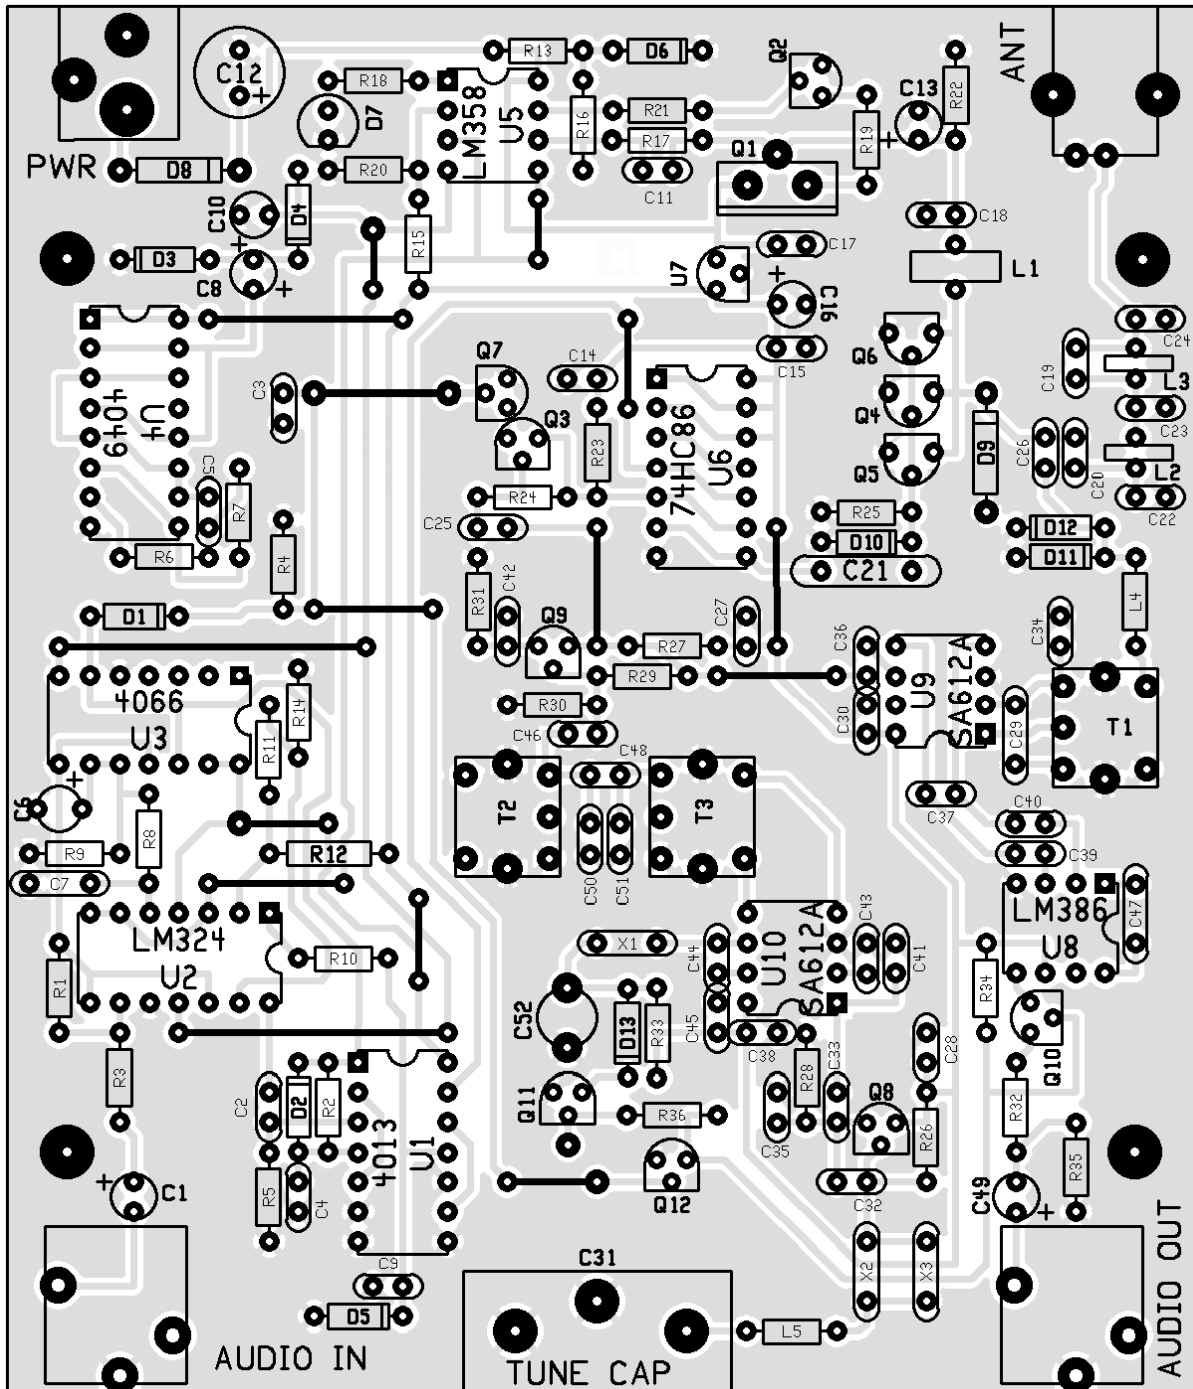 R13
D6
Q2
ANT
C12
R18
LM358
U5
D7
R16
R21
R17
C13
R22
R19
PWR
D8
R20
Q1
C11
C10
D4
R15
C18
C17
D3
C8
U7
L1
C16
C24
Q6
C15
C19
L3
C3
Q7
C14
4049
U4
Q3
74HC86
U6
Q4
C23
R23
D9
C26
C20
L2
Q5
C5
R7
R24
C22
R25
D12
C25
R6
R4
D10
D11
C21
R31
C42
L4
D1
C27
C34
Q9
R27
C36
U9
SA612A
4066
U3
R14
R29
R11
R30
C30
C29
T1
C46
C48
C6
T2
T3
C37
C40
R8
R9
R12
C39
C7
C50
C51
LM386
U8
C47
LM324
U2
U10
SA612A
C43
C41
X1
C44
R1
R10
R34
C52
D13
R33
C45
C38
R28
C33
C28
Q10
R3
C2
D2
R2
Q11
R36
Q8
R32
4013
U1
C35
R26
R35
R5
C4
C1
Q12
C32
C49
C31
X2
X3
C9
D5
L5
AUDIO IN
TUNE CAP
AUDIO OUT